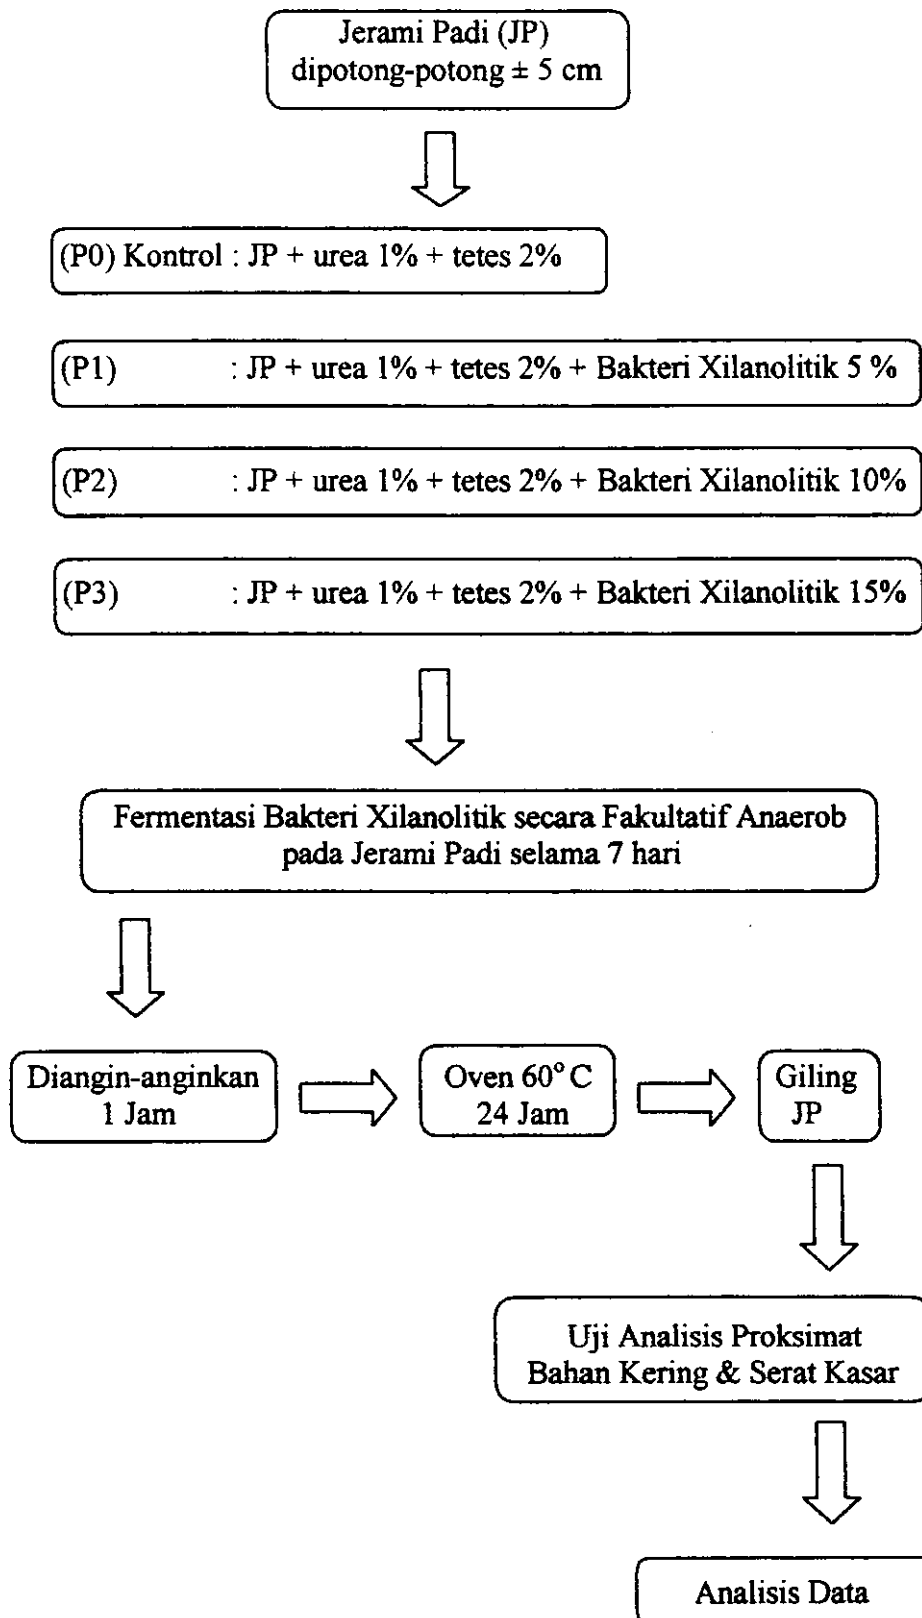 Jerami Padi (JP)
dipotong-potong ± 5 cm
(P0) Kontrol : JP + urea 1% + tetes 2%
(P1) : JP + urea 1% + tetes 2% + Bakteri Xilanolitik 5 %
(P2) : JP + urea 1% + tetes 2% + Bakteri Xilanolitik 10%
(P3) : JP + urea 1% + tetes 2% + Bakteri Xilanolitik 15%
Fermentasi Bakteri Xilanolitik secara Fakultatif Anaerob
pada Jerami Padi selama 7 hari
Diangin-anginkan
1 Jam
Oven 60° C
24 Jam
Giling
JP
Uji Analisis Proksimat
Bahan Kering & Serat Kasar
Analisis Data